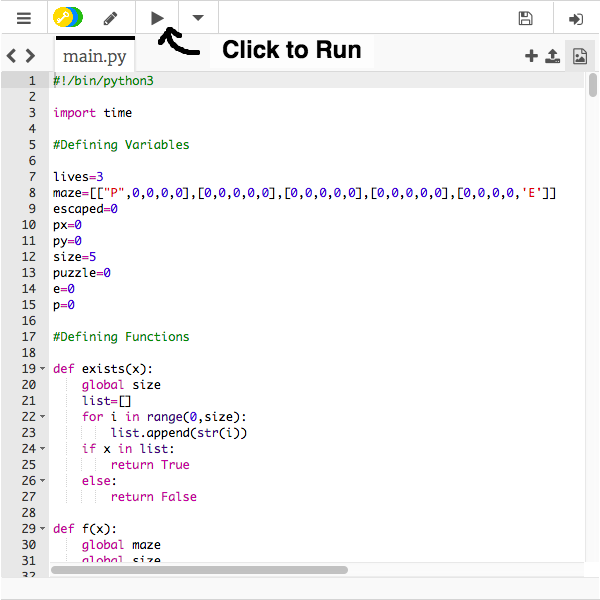 Click to Run
main.py
1 #!/bin/python3
2
3 import time
4
5 #Defining Variables
6
7 lives=3
8 maze=[["P",0,0,0,0],[0,0,0,0,0],[0,0,0,0,0],[0,0,0,0,0],[0,0,0,0,'E']]
9 escaped=0
10 px=0
11 py=0
12 size=5
13 puzzle=0
14 e=0
15 p=0
16
17 #Defining Functions
18
19 def exists(x):
20     global size
21     list=[]
22     for i in range(0,size):
23         list.append(str(i))
24     if x in list:
25         return True
26     else:
27         return False
28
29 def f(x):
30     global maze
31     global size
32